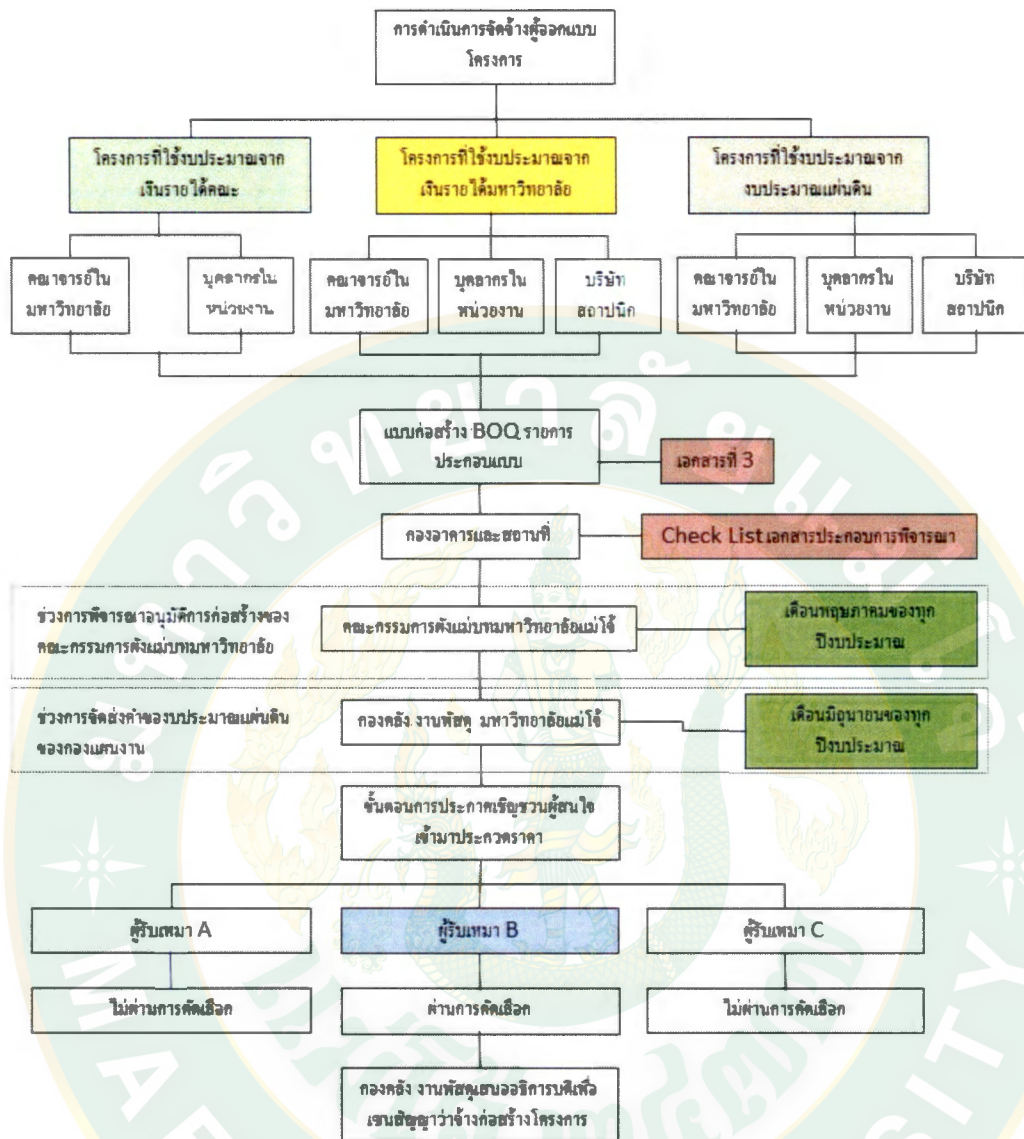 การดำเนินการจัดจ้างผู้ออกแบบ
โครงการ
โครงการที่ใช้งบประมาณจาก
เงินรายได้คณะ
โครงการที่ใช้งบประมาณจาก
เงินรายได้มหาวิทยาลัย
โครงการที่ใช้งบประมาณจาก
งบประมาณแผ่นดิน
คณาจารย์ใน
มหาวิทยาลัย
บุคลากรใน
หน่วยงาน
คณาจารย์ใน
มหาวิทยาลัย
บุคลากรใน
หน่วยงาน
บริษัท
สถาปนิก
คณาจารย์ใน
มหาวิทยาลัย
บุคลากรใน
หน่วยงาน
บริษัท
สถาปนิก
แบบก่อสร้าง BOQ รายการ
ประกอบแบบ
เอกสารที่ 3
กองอาคารและสถานที่
Check List เอกสารประกอบการพิจารณา
ช่วงการพิจารณาอนุมัติการก่อสร้างของ
คณะกรรมการผังแม่บทมหาวิทยาลัย
คณะกรรมการผังแม่บทมหาวิทยาลัยแม่โจ้
เดือนพฤษภาคมของทุก
ปีงบประมาณ
ช่วงการจัดส่งคำของบประมาณแผ่นดิน
ของกองแผนงาน
กองคลัง งานพัสดุ มหาวิทยาลัยแม่โจ้
เดือนมิถุนายนของทุก
ปีงบประมาณ
ขั้นตอนการประกาศเชิญชวนผู้สนใจ
เข้ามาประกวดราคา
ผู้รับเหมา A
ผู้รับเหมา B
ผู้รับเหมา C
ไม่ผ่านการคัดเลือก
ผ่านการคัดเลือก
ไม่ผ่านการคัดเลือก
กองคลัง งานพัสดุเสนออธิการบดีเพื่อ
เซนสัญญาว่าจ้างก่อสร้างโครงการ